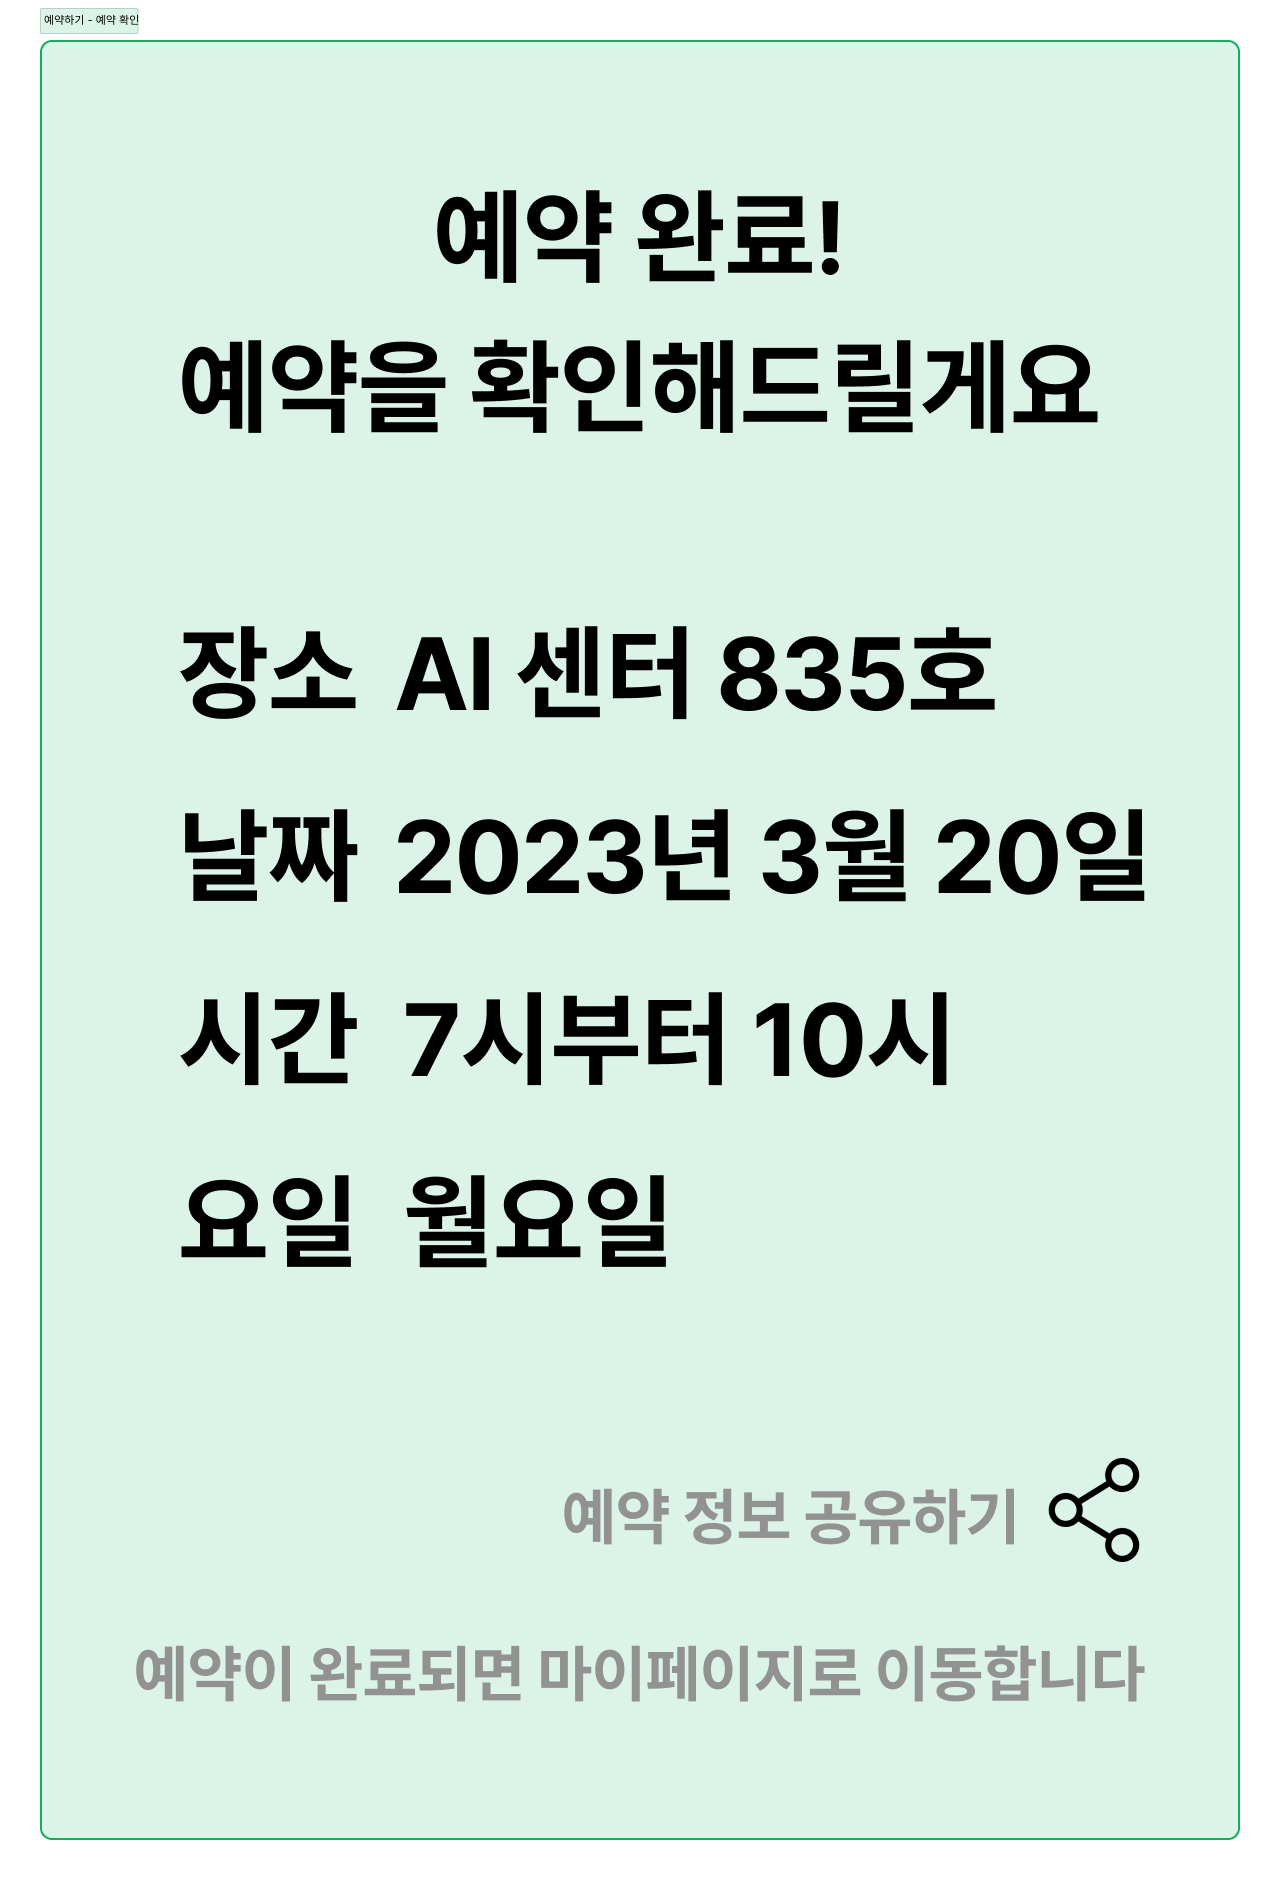 예약하기 - 예약 확인
예약 완료!
예약을 확인해드릴게요
장소 AI 센터 835호
날짜 2023년 3월 20일
시간 7시부터 10시
요일 월요일
예약 정보 공유하기
예약이 완료되면 마이페이지로 이동합니다